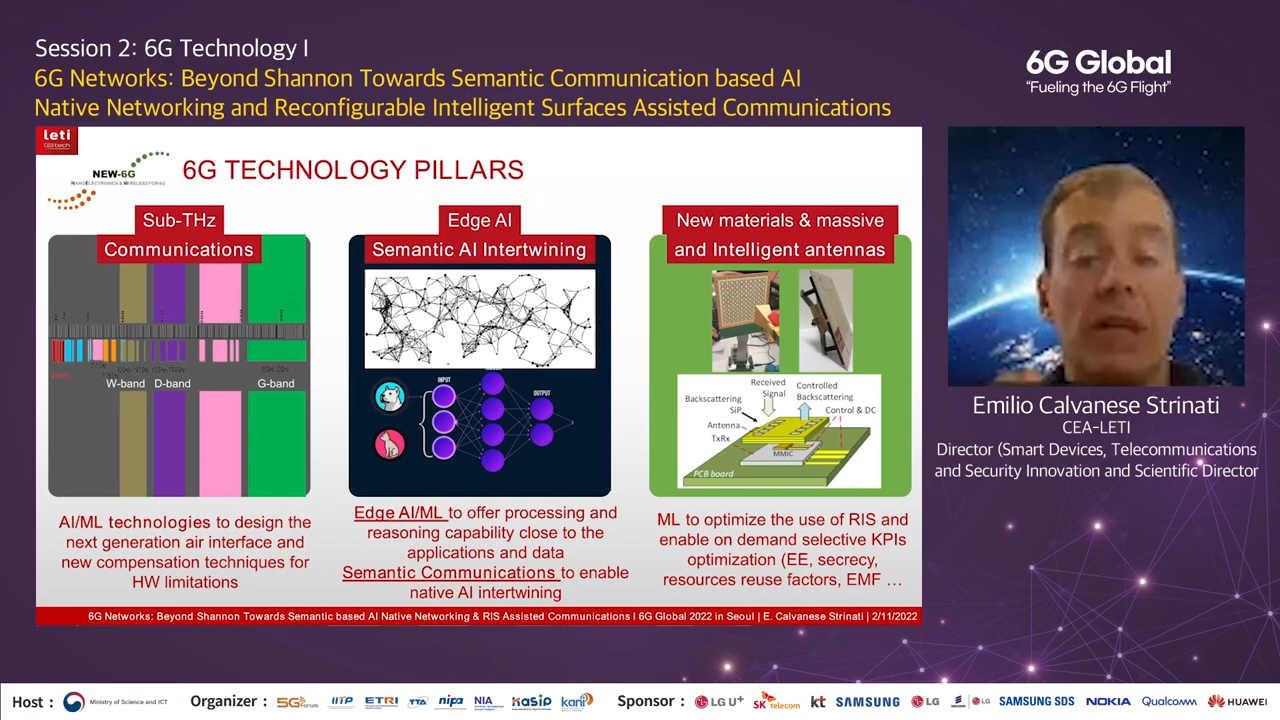 Session 2: 6G Technology I
6G Networks: Beyond Shannon Towards Semantic Communication based AI
Native Networking and Reconfigurable Intelligent Surfaces Assisted Communications
6G Global
“Fueling the 6G Flight”
leti
cea tech
NEW-6G
NANOELECTRONICS & WIRELESS FOR 6G
6G TECHNOLOGY PILLARS
Sub-THz
Communications
W-band
D-band
G-band
AI/ML technologies to design the
next generation air interface and
new compensation techniques for
HW limitations
Edge AI
Semantic AI Intertwining
INPUT
OUTPUT
Edge AI/ML to offer processing and
reasoning capability close to the
applications and data
Semantic Communications to enable
native AI intertwining
New materials & massive
and Intelligent antennas
Received
Signal
Controlled
Backscattering
Backscattering
SiP
Control & DC
Antenna
TxRx
MMIC
PCB board
ML to optimize the use of RIS and
enable on demand selective KPIs
optimization (EE, secrecy,
resources reuse factors, EMF …
6G Networks: Beyond Shannon Towards Semantic based AI Native Networking & RIS Assisted Communications I 6G Global 2022 in Seoul | E. Calvanese Strinati | 2/11/2022
Emilio Calvanese Strinati
CEA-LETI
Director (Smart Devices, Telecommunications
and Security Innovation and Scientific Director
Host : Ministry of Science and ICT Organizer : 5G Forum IITP ETRI TTA nipa NIA kasio kani Sponsor : LG U+ SK telecom kt SAMSUNG LG LG SAMSUNG SDS NOKIA Qualcomm HUAWEI